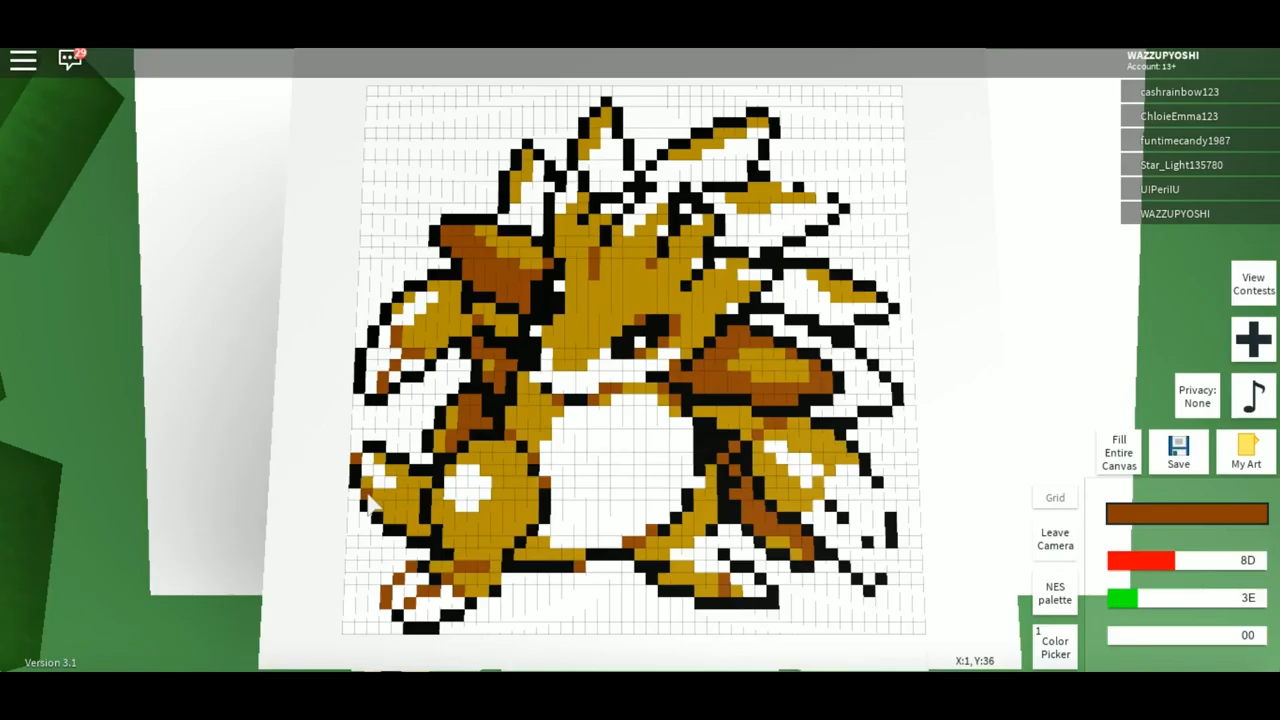 29
WAZZUPYOSHI
Account: 13+
cashrainbow123
ChloieEmma123
funtimecandy1987
Star_Light135780
UIPeriIU
WAZZUPYOSHI
View
Contests
Privacy:
None
Fill
Entire
Canvas
Save
My Art
Grid
Leave
Camera
8D
NES
palette
3E
1
Color
Picker
00
Version 3.1
X:1, Y:36